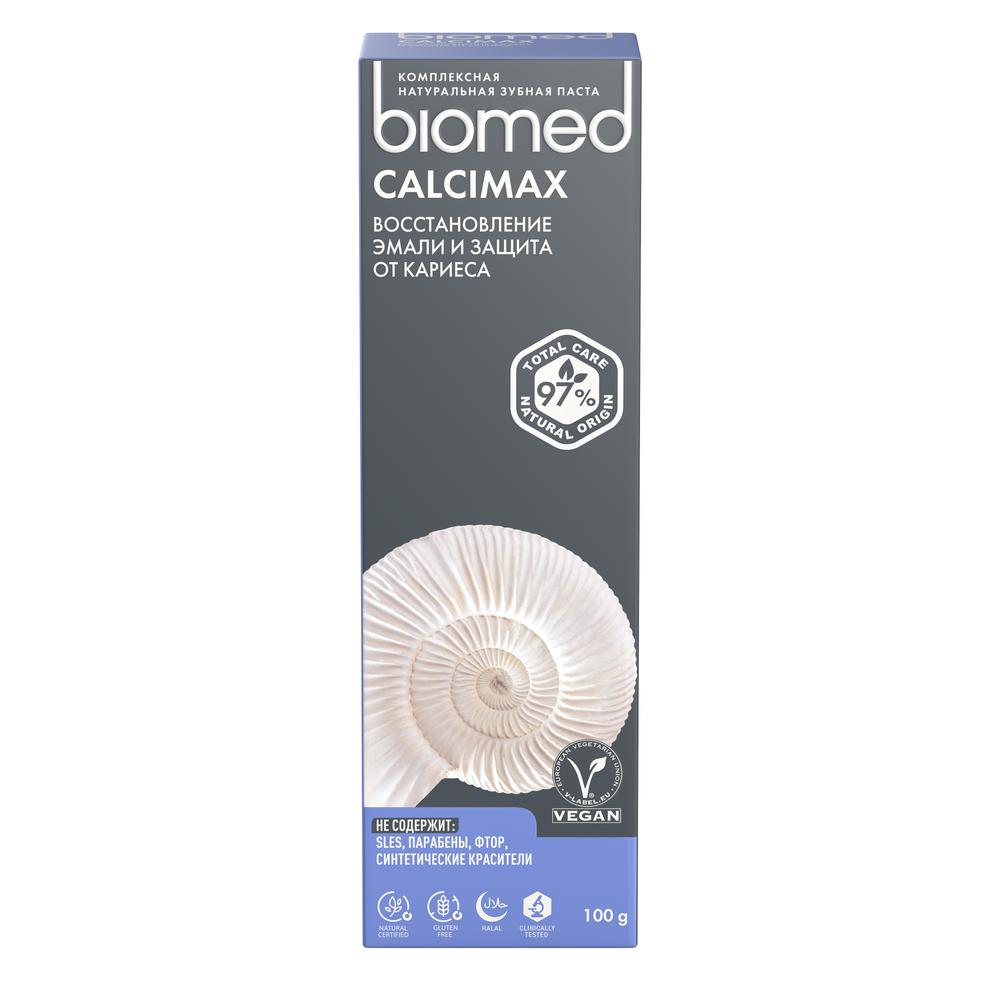 CALCIMAX
КОМПЛЕКСНАЯ
НАТУРАЛЬНАЯ ЗУБНАЯ ПАСТА
biomed
CALCIMAX
ВОССТАНОВЛЕНИЕ
ЭМАЛИ И ЗАЩИТА
ОТ КАРИЕСА
TOTAL CARE
97%
NATURAL ORIGIN
EUROPEAN VEGETARIAN UNION
V-LABEL.EU
VEGAN
НЕ СОДЕРЖИТ:
SLES, ПАРАБЕНЫ, ФТОР,
СИНТЕТИЧЕСКИЕ КРАСИТЕЛИ
حلال
NATURAL CERTIFIED
GLUTEN FREE
HALAL
CLINICALLY TESTED
100 g